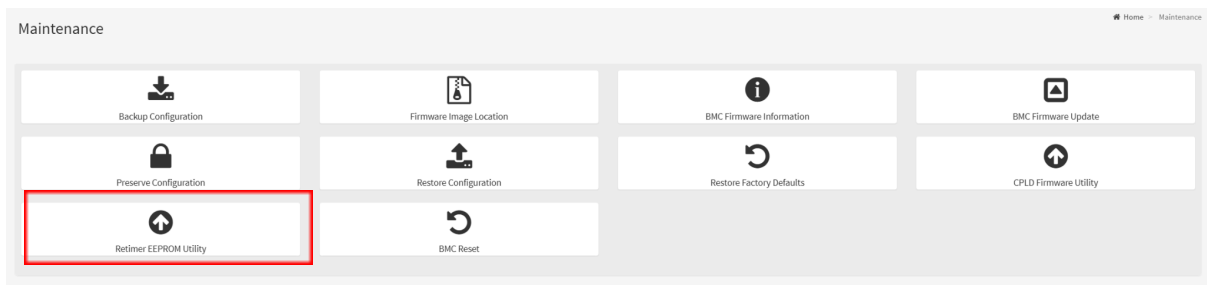 Home > Maintenance
Maintenance
Backup Configuration
Firmware Image Location
BMC Firmware Information
BMC Firmware Update
Preserve Configuration
Restore Configuration
Restore Factory Defaults
CPLD Firmware Utility
Retimer EEPROM Utility
BMC Reset